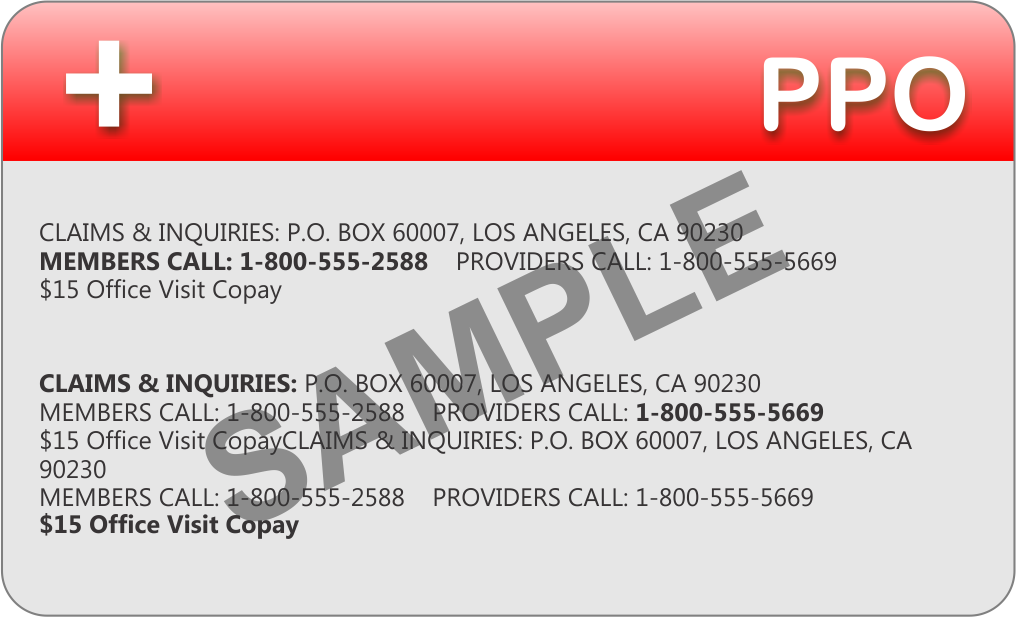 PPO
CLAIMS & INQUIRIES: P.O. BOX 60007, LOS ANGELES, CA 90230
MEMBERS CALL: 1-800-555-2588 PROVIDERS CALL: 1-800-555-5669
$15 Office Visit Copay
SAMPLE
CLAIMS & INQUIRIES: P.O. BOX 60007, LOS ANGELES, CA 90230
MEMBERS CALL: 1-800-555-2588 PROVIDERS CALL: 1-800-555-5669
$15 Office Visit CopayCLAIMS & INQUIRIES: P.O. BOX 60007, LOS ANGELES, CA
90230
MEMBERS CALL: 1-800-555-2588 PROVIDERS CALL: 1-800-555-5669
$15 Office Visit Copay